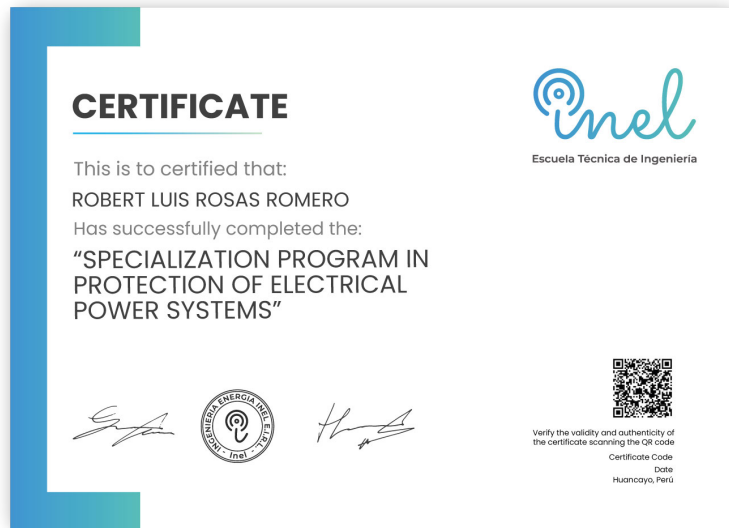 CERTIFICATE
inel
Escuela Técnica de Ingeniería
This is to certified that:
ROBERT LUIS ROSAS ROMERO
Has successfully completed the:
“SPECIALIZATION PROGRAM IN
PROTECTION OF ELECTRICAL
POWER SYSTEMS”
INGENIERIA ENERGIA INEL E.I.R.L.
Inel
Verify the validity and authenticity of
the certificate scanning the QR code
Certificate Code
Date
Huancayo, Perú